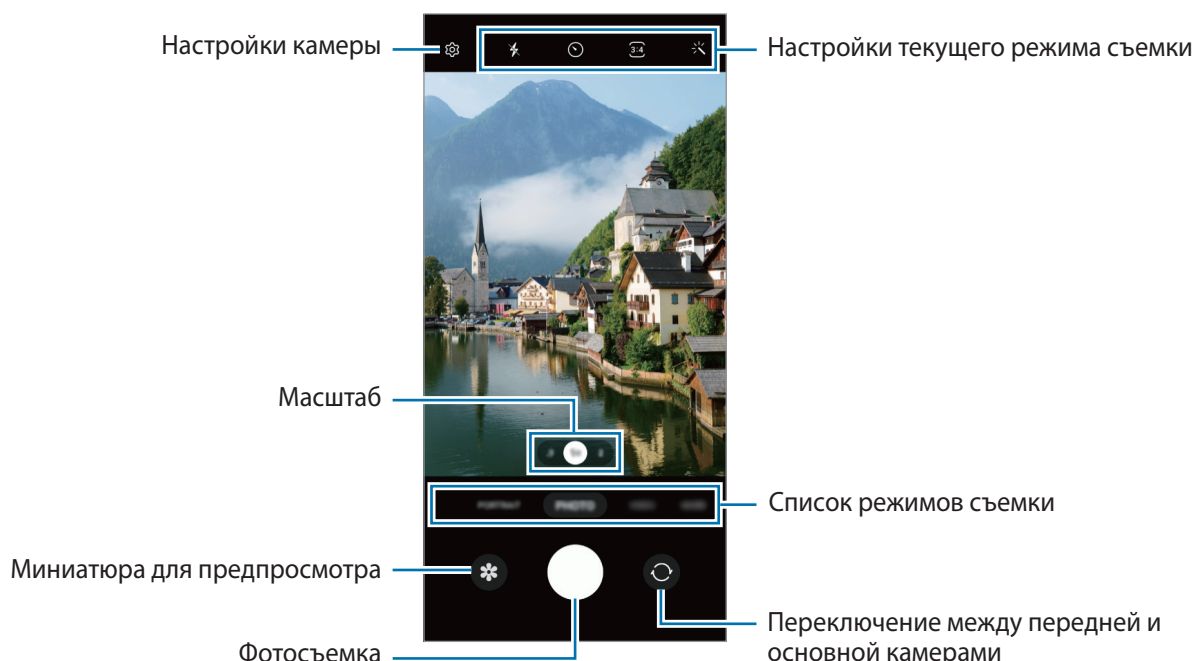 Настройки камеры
3:4
Настройки текущего режима съемки
Масштаб
PORTRAIT
PHOTO
Список режимов съемки
Миниатюра для предпросмотра
Фотосъемка
Переключение между передней и
основной камерами